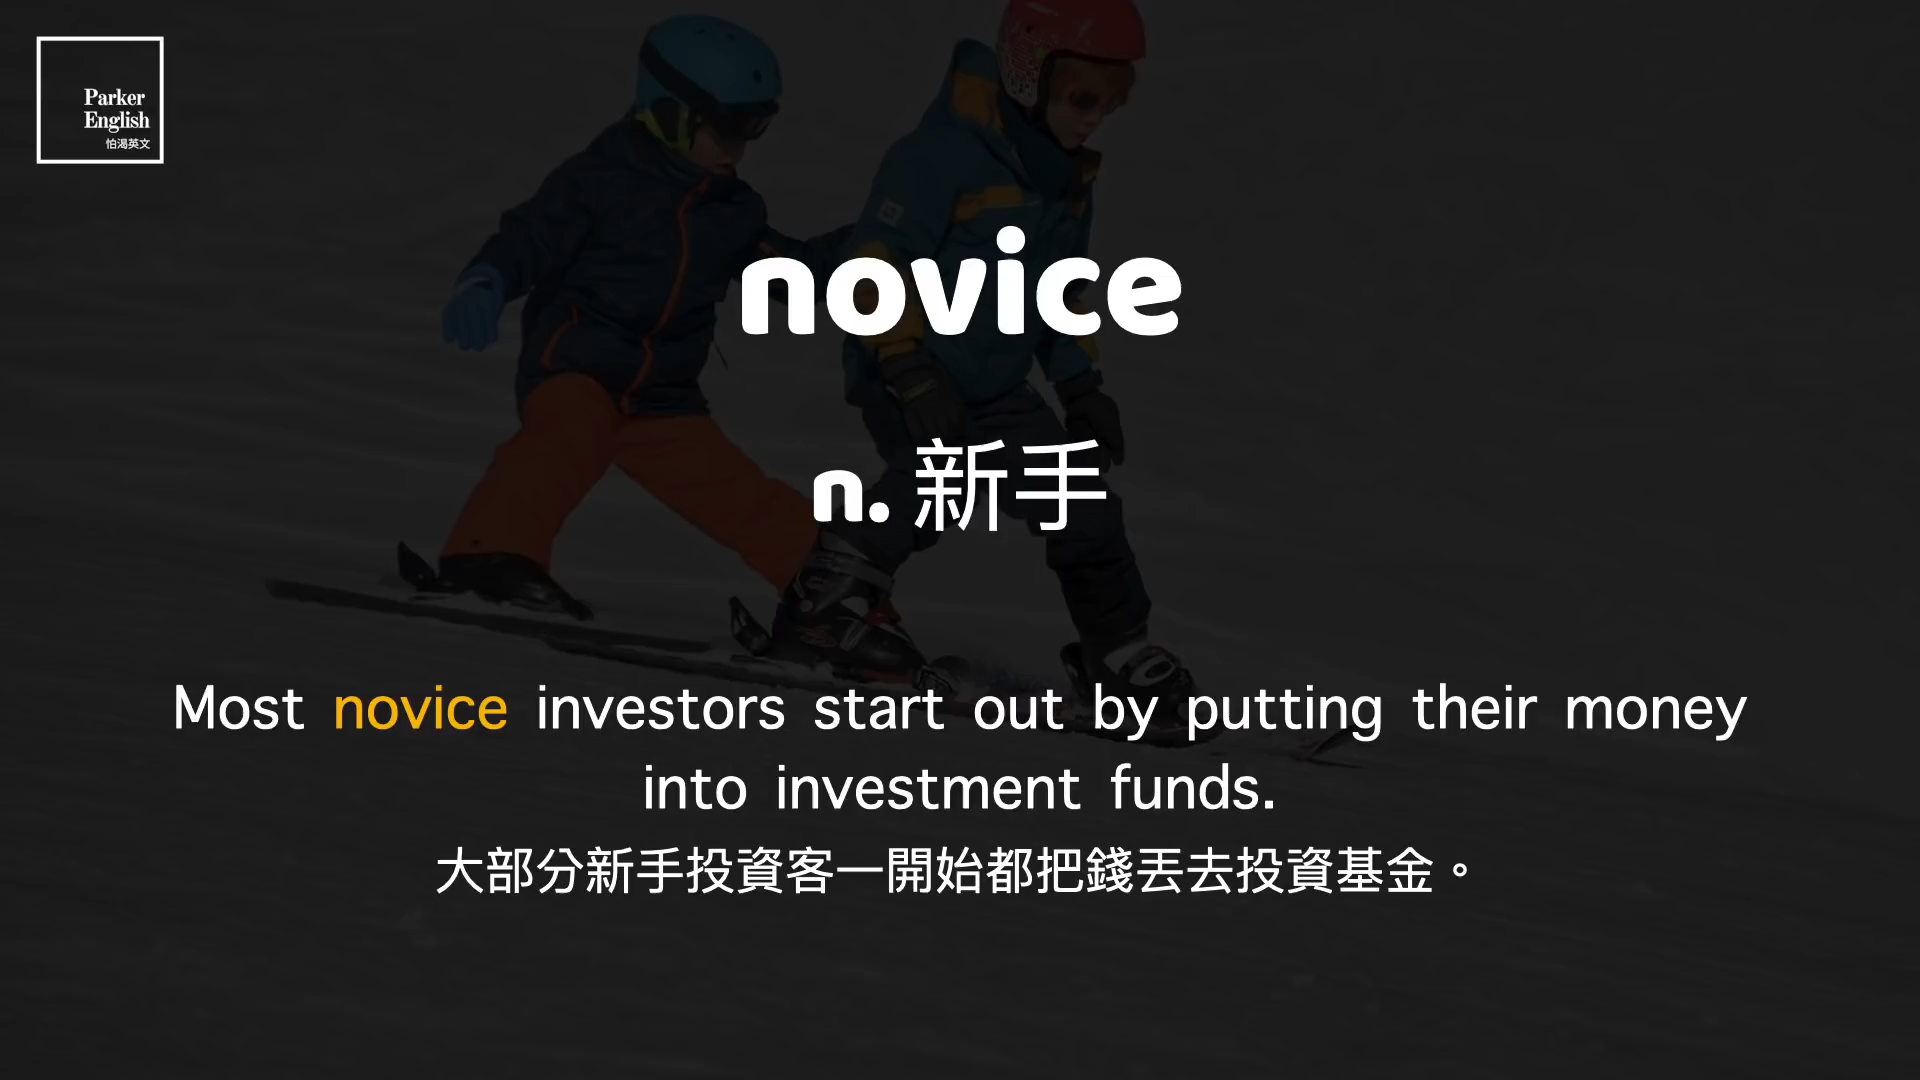 Parker
English
怕渴英文
novice
n. 新手
Most novice investors start out by putting their money
into investment funds.
大部分新手投資客一開始都把錢丟去投資基金。